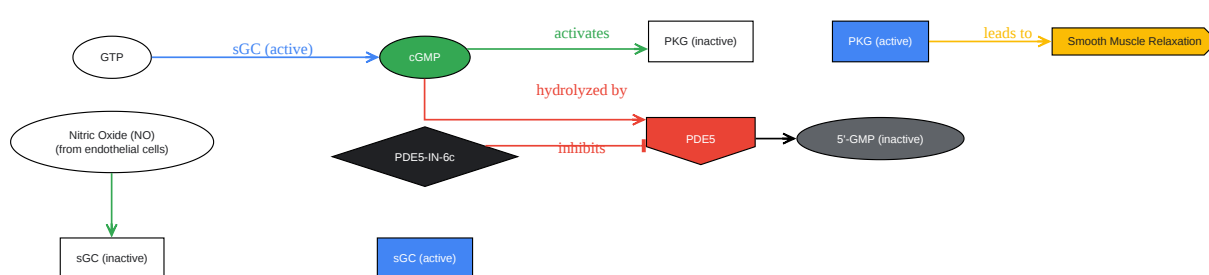 GTP
sGC (active)
cGMP
activates
PKG (inactive)
PKG (active)
leads to
Smooth Muscle Relaxation
hydrolyzed by
Nitric Oxide (NO)
(from endothelial cells)
PDE5-IN-6c
inhibits
PDE5
5'-GMP (inactive)
sGC (inactive)
sGC (active)